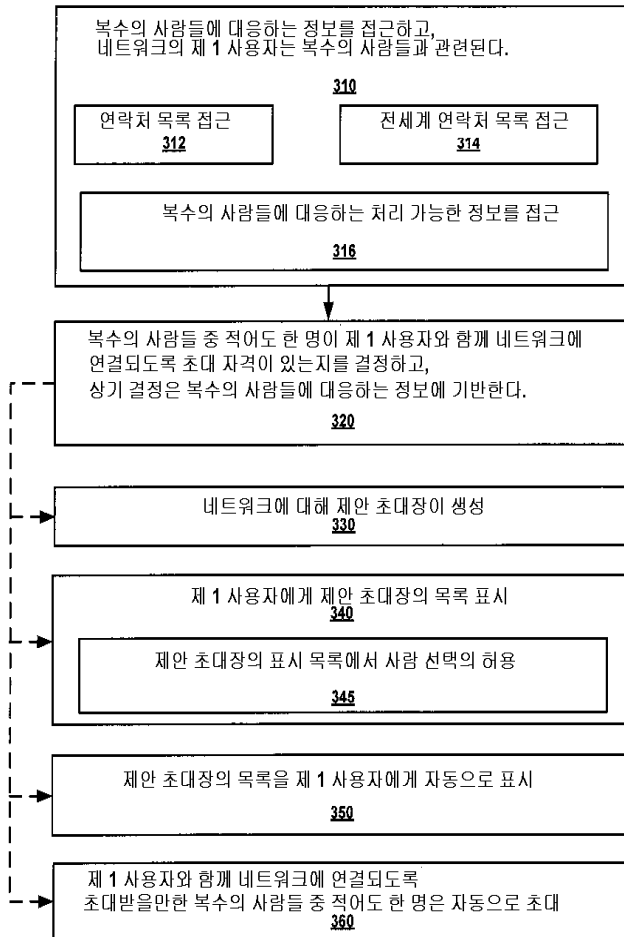 복수의 사람들에 대응하는 정보를 접근하고,
네트워크의 제 1 사용자는 복수의 사람들과 관련된다.
310
연락처 목록 접근
312
전세계 연락처 목록 접근
314
복수의 사람들에 대응하는 처리 가능한 정보를 접근
316
복수의 사람들 중 적어도 한 명이 제 1 사용자와 함께 네트워크에
연결되도록 초대 자격이 있는지를 결정하고,
상기 결정은 복수의 사람들에 대응하는 정보에 기반한다.
320
네트워크에 대해 제안 초대장이 생성
330
제 1 사용자에게 제안 초대장의 목록 표시
340
제안 초대장의 표시 목록에서 사람 선택의 허용
345
제안 초대장의 목록을 제 1 사용자에게 자동으로 표시
350
제 1 사용자와 함께 네트워크에 연결되도록
초대받을만한 복수의 사람들 중 적어도 한 명은 자동으로 초대
360